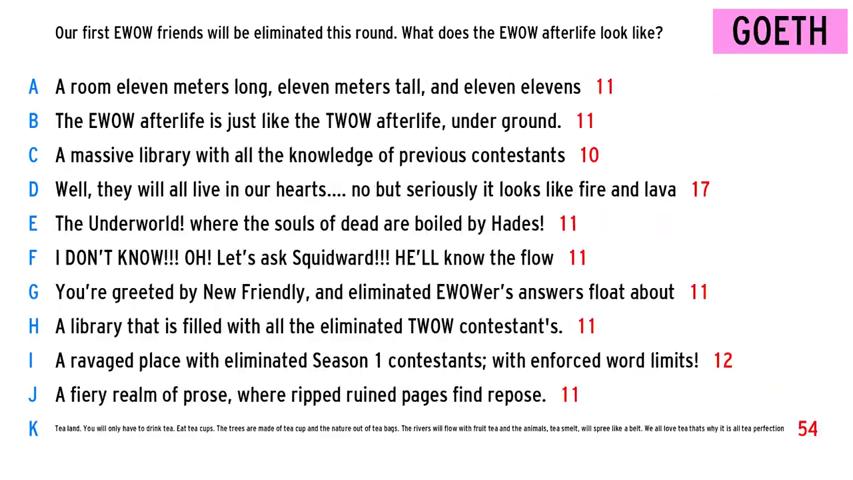 Our first EWOW friends will be eliminated this round. What does the EWOW afterlife look like?
GOETH
A A room eleven meters long, eleven meters tall, and eleven elevens 11
B The EWOW afterlife is just like the TWOW afterlife, under ground. 11
C A massive library with all the knowledge of previous contestants 10
D Well, they will all live in our hearts.... no but seriously it looks like fire and lava 17
E The Underworld! where the souls of dead are boiled by Hades! 11
F I DON'T KNOW!!! OH! Let's ask Squidward!!! HE'LL know the flow 11
G You're greeted by New Friendly, and eliminated EWOWer's answers float about 11
H A library that is filled with all the eliminated TWOW contestant's. 11
I A ravaged place with eliminated Season 1 contestants; with enforced word limits! 12
J A fiery realm of prose, where ripped ruined pages find repose. 11
K Tea land. You will only have to drink tea. Eat tea cups. The trees are made of tea cup and the nature out of tea bags. The rivers will flow with fruit tea and the animals, tea smelt, will spree like a belt. We all love tea thats why it is all tea perfection 54